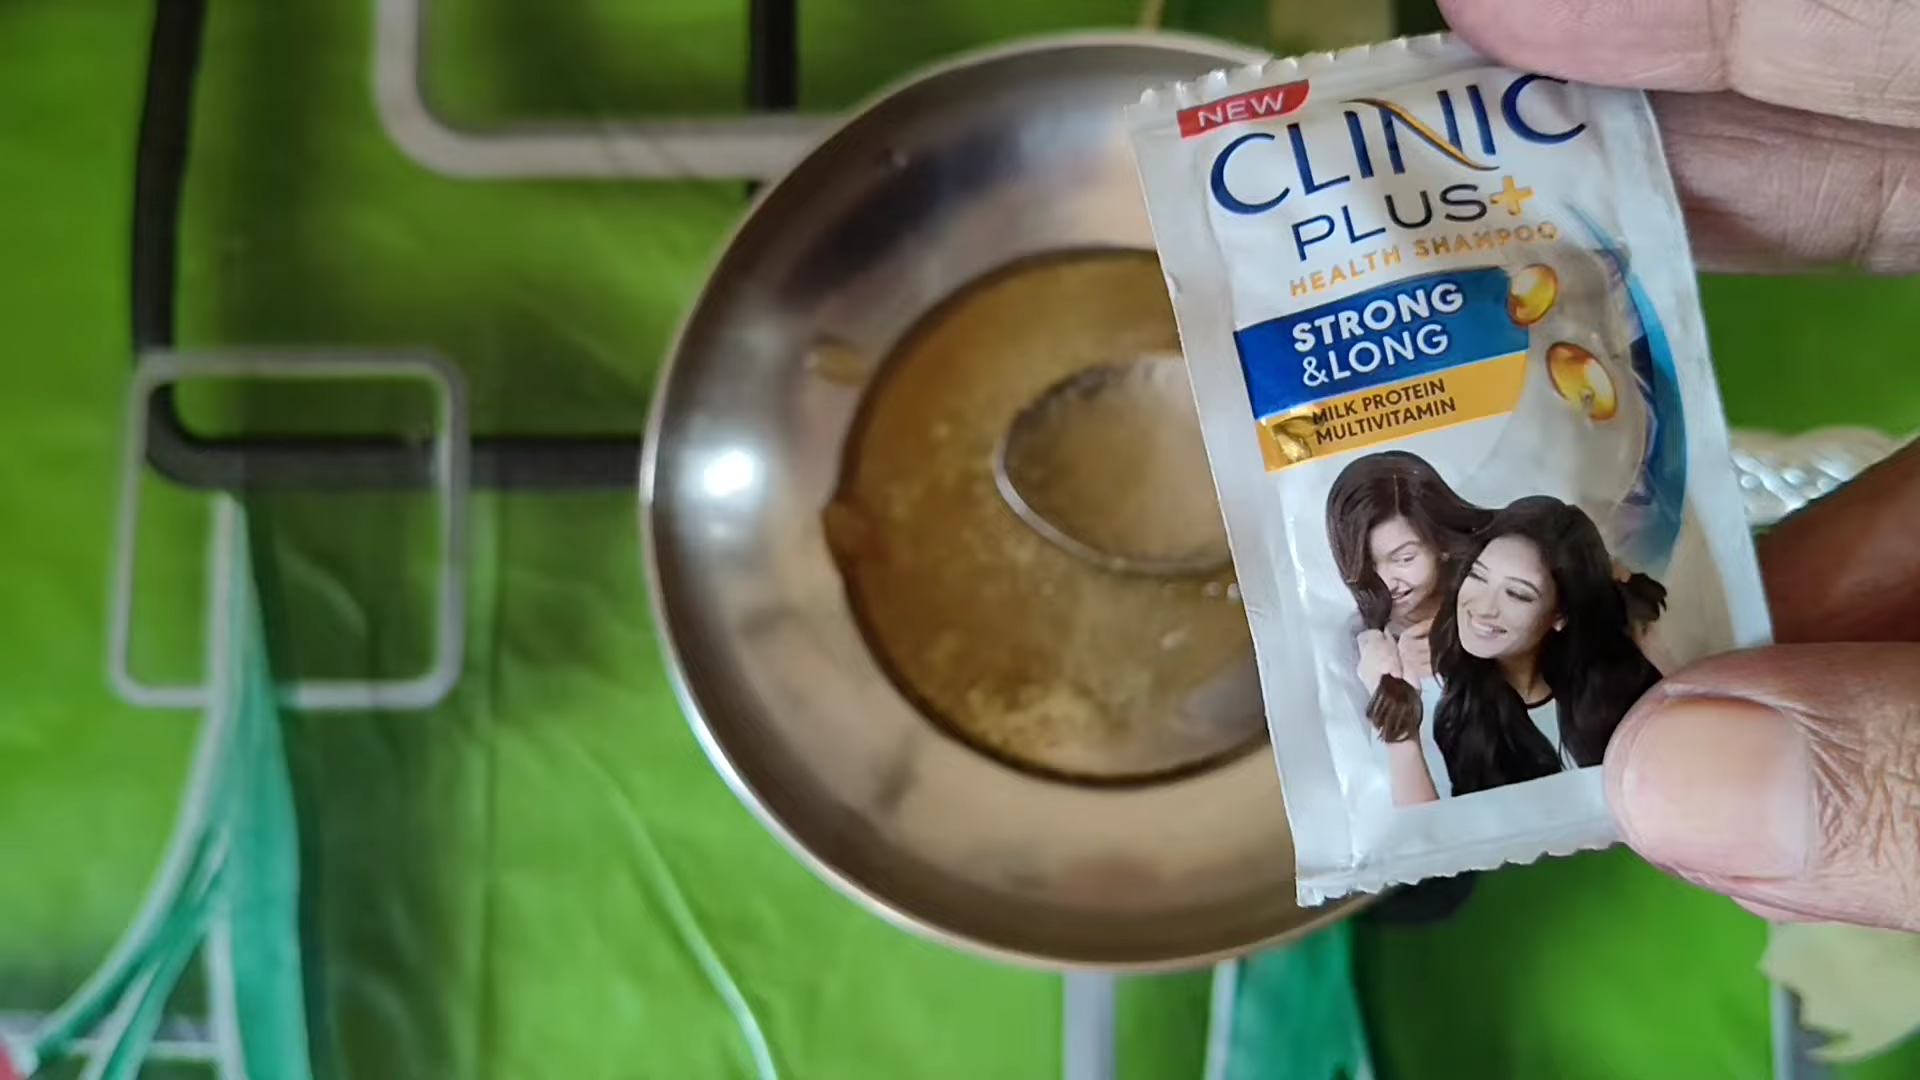 NEW
CLINIC
PLUS+
HEALTH SHAMPOO
STRONG
&LONG
MILK PROTEIN
MULTIVITAMIN